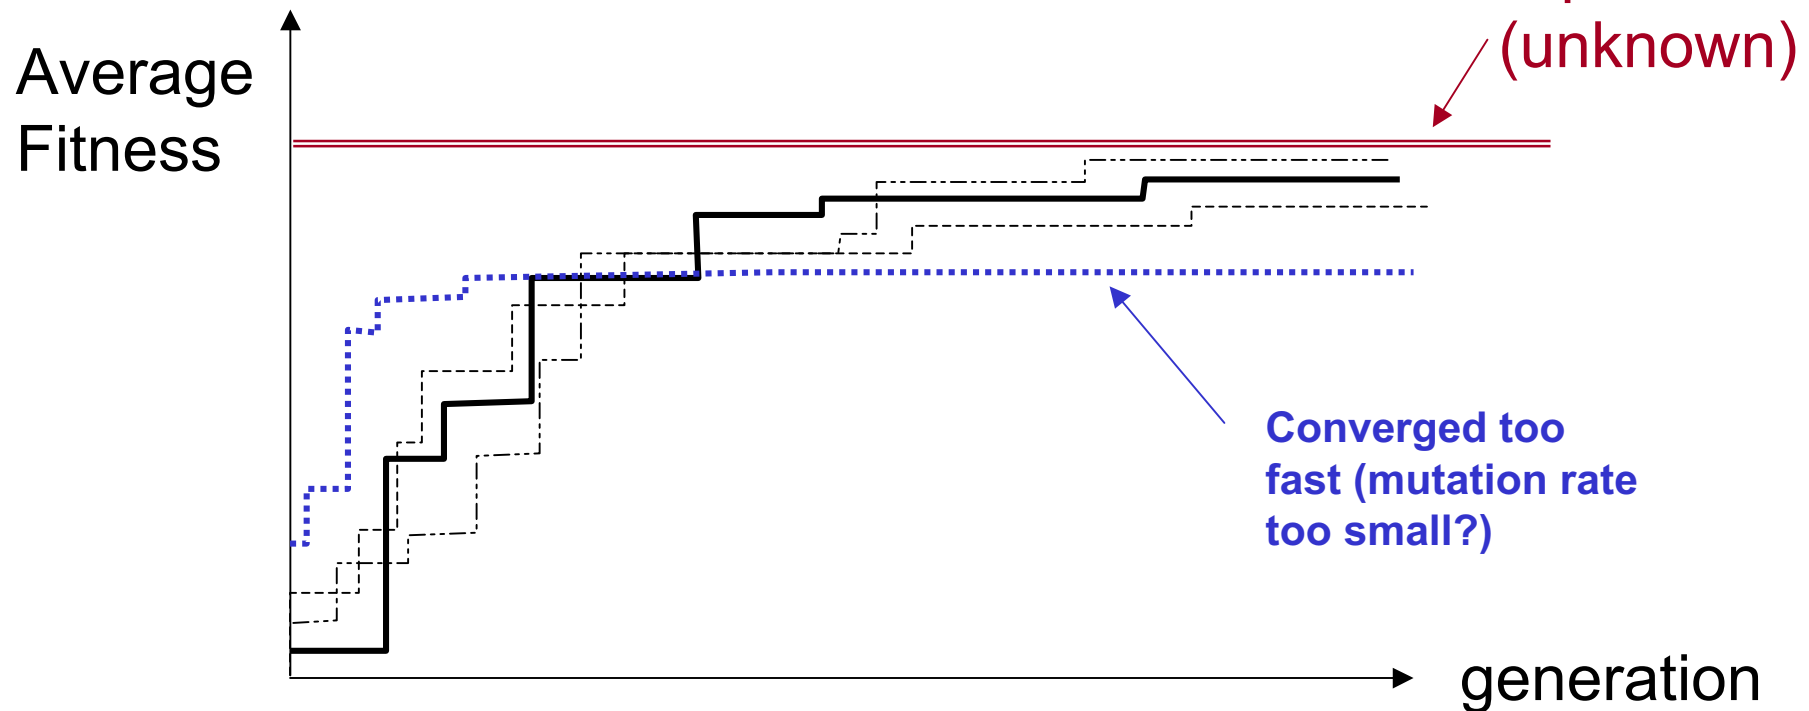 Average
Fitness
(unknown)
Converged too
fast (mutation rate
too small?)
generation